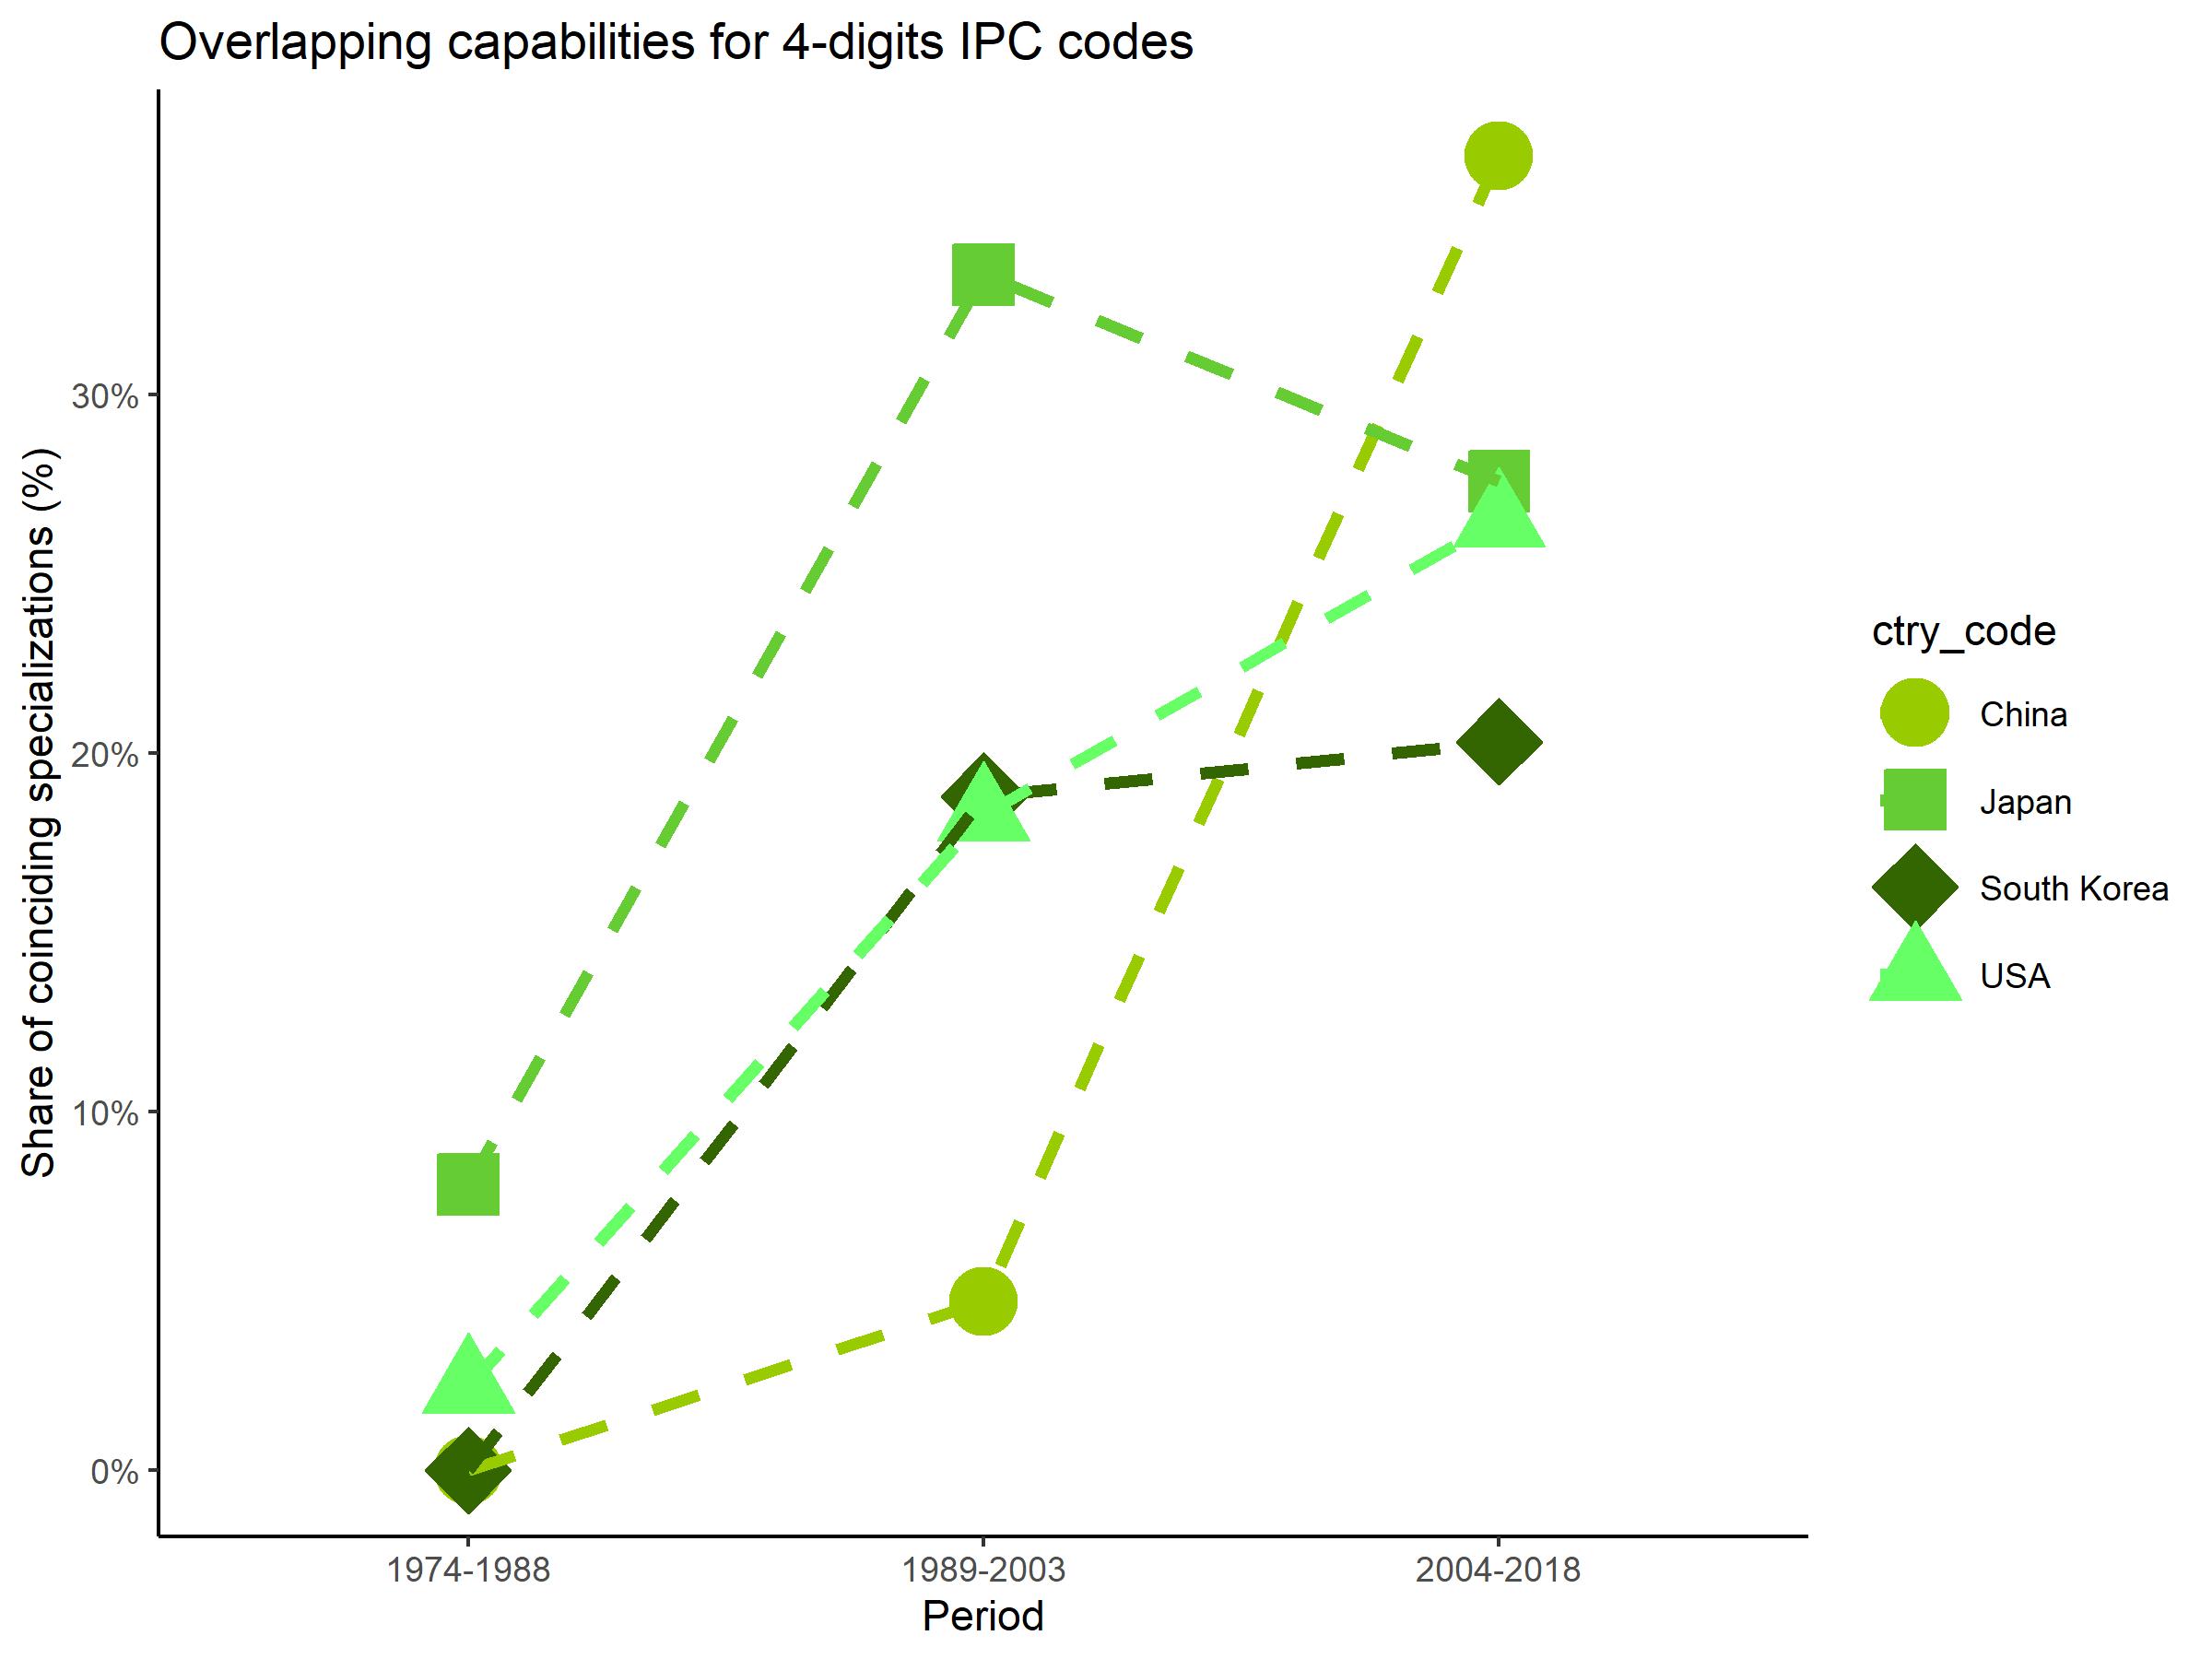 Overlapping capabilities for 4-digits IPC codes
Share of coinciding specializations (%)
30%
20%
10%
0%
1974-1988
1989-2003
2004-2018
Period
ctry_code
China
Japan
South Korea
USA